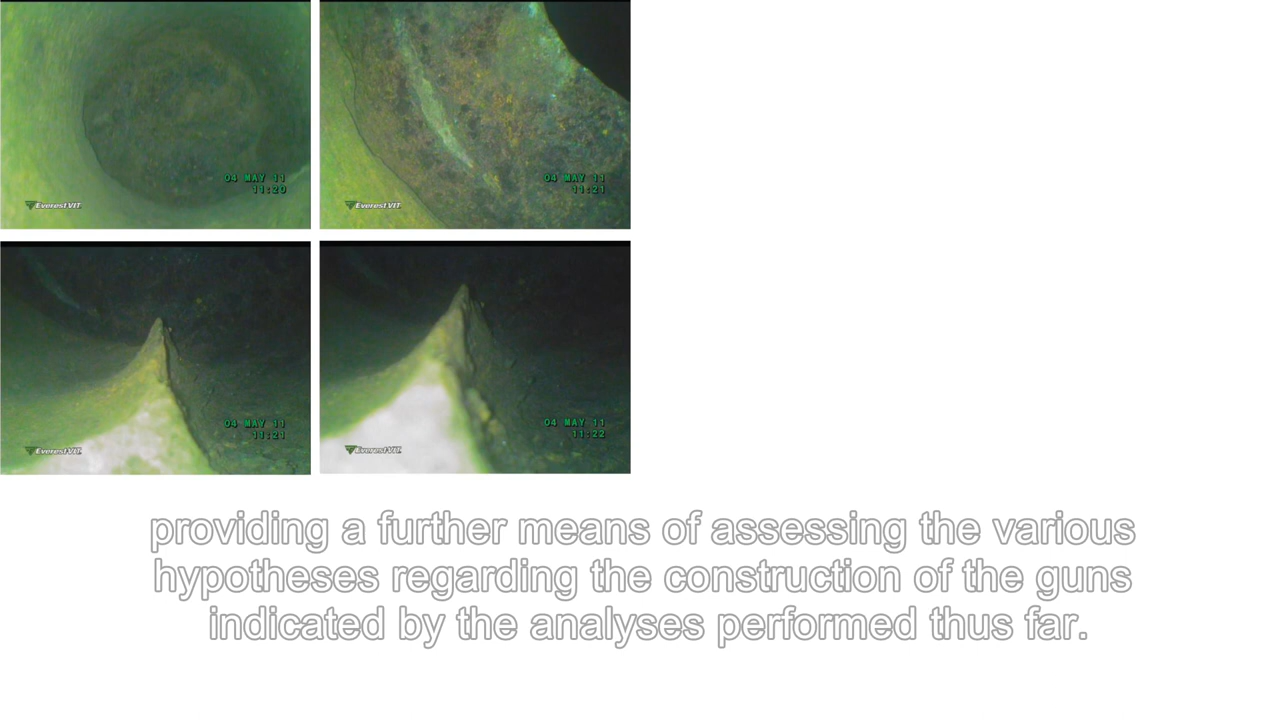 04 MAY 11
11:20
EVERESTVIT.
04 MAY 11
11:21
EVERESTVIT.
04 MAY 11
11:21
EVERESTVIT.
04 MAY 11
11:22
EVERESTVIT.
providing a further means of assessing the various
hypotheses regarding the construction of the guns
indicated by the analyses performed thus far.